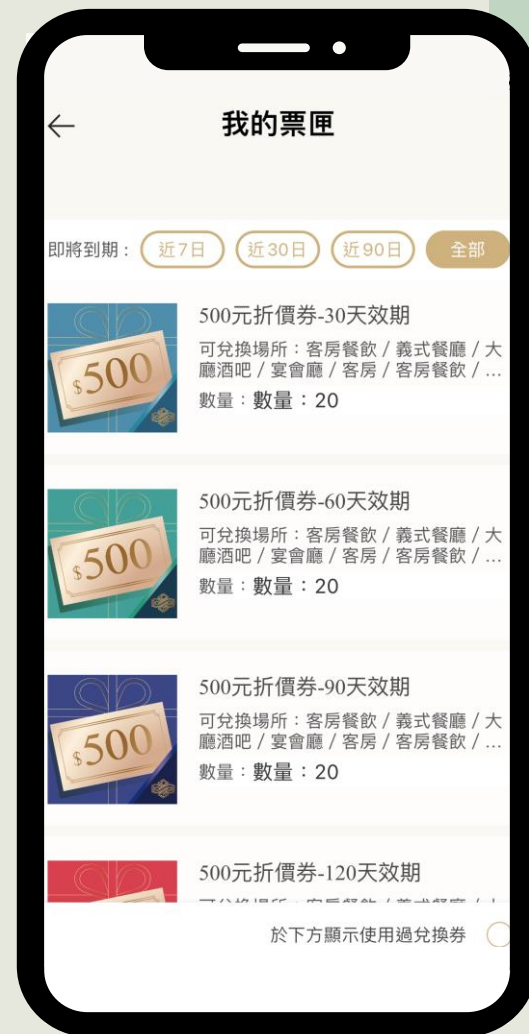 我的票匣
即將到期： 近7日 近30日 近90日 全部
$500
500元折價券-30天效期
可兌換場所：客房餐飲 / 義式餐廳 / 大
廳酒吧 / 宴會廳 / 客房 / 客房餐飲 / ...
數量：數量：20
$500
500元折價券-60天效期
可兌換場所：客房餐飲 / 義式餐廳 / 大
廳酒吧 / 宴會廳 / 客房 / 客房餐飲 / ...
數量：數量：20
$500
500元折價券-90天效期
可兌換場所：客房餐飲 / 義式餐廳 / 大
廳酒吧 / 宴會廳 / 客房 / 客房餐飲 / ...
數量：數量：20
500元折價券-120天效期
於下方顯示使用過兌換券